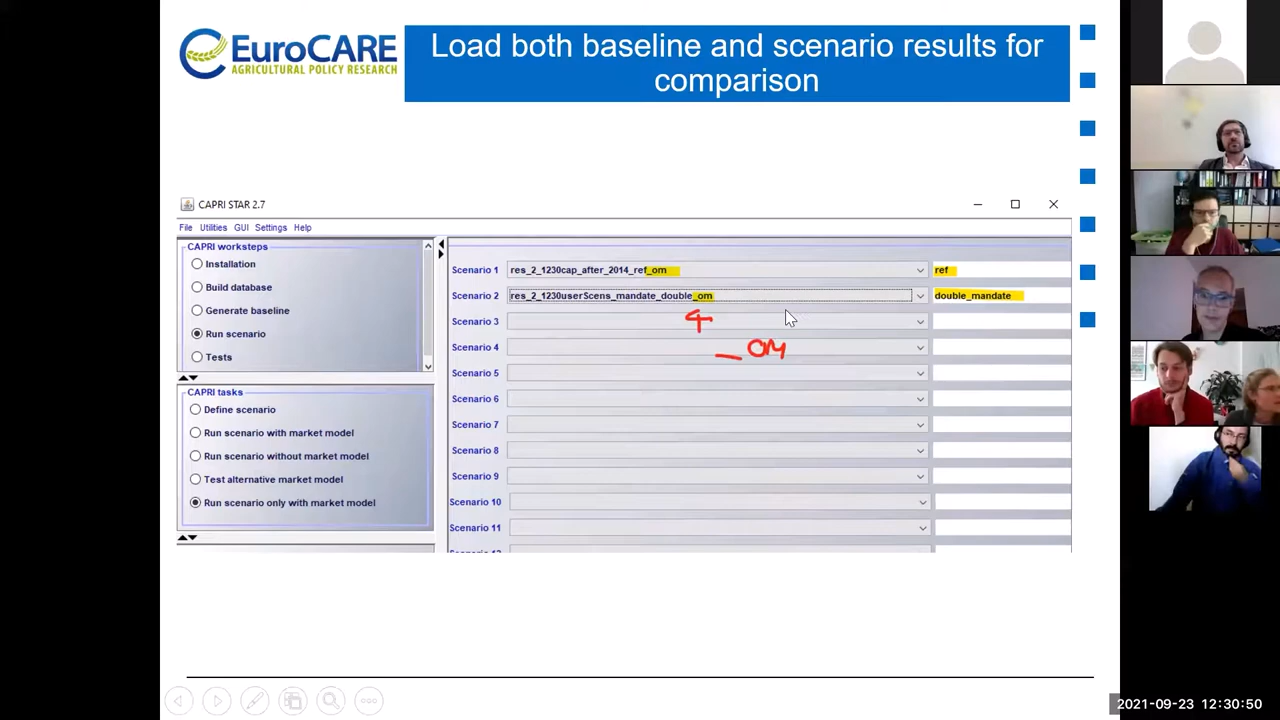 EuroCARE
AGRICULTURAL POLICY RESEARCH
Load both baseline and scenario results for
comparison
CAPRI STAR 2.7
File Utilities GUI Settings Help
CAPRI worksteps
Installation
Build database
Generate baseline
Run scenario
Tests
CAPRI tasks
Define scenario
Run scenario with market model
Run scenario without market model
Test alternative market model
Run scenario only with market model
Scenario 1 res_2_1230cap_after_2014_ref_om ref
Scenario 2 res_2_1230userScens_mandate_double_om double_mandate
Scenario 3
_OM
Scenario 4
Scenario 5
Scenario 6
Scenario 7
Scenario 8
Scenario 9
Scenario 10
Scenario 11
2021-09-23 12:30:50